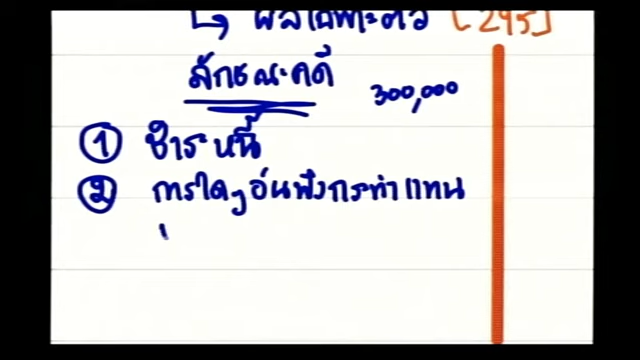 ↳ ผลเฉพาะตัว [295]
ลักษณะคดี
300,000
① ชำระหนี้
② การใดๆ อันพึงกระทำแทน